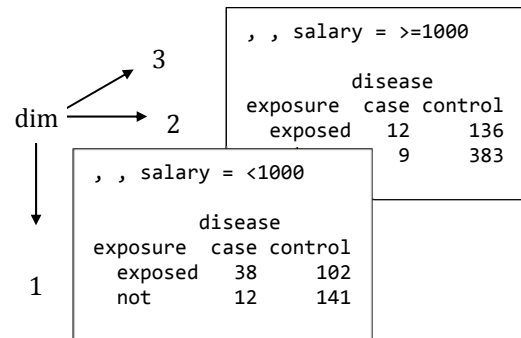 , , salary = >=1000
disease
exposure case control
exposed 12 136
9 383
3
dim
2
1
, , salary = <1000
disease
exposure case control
exposed 38 102
not 12 141